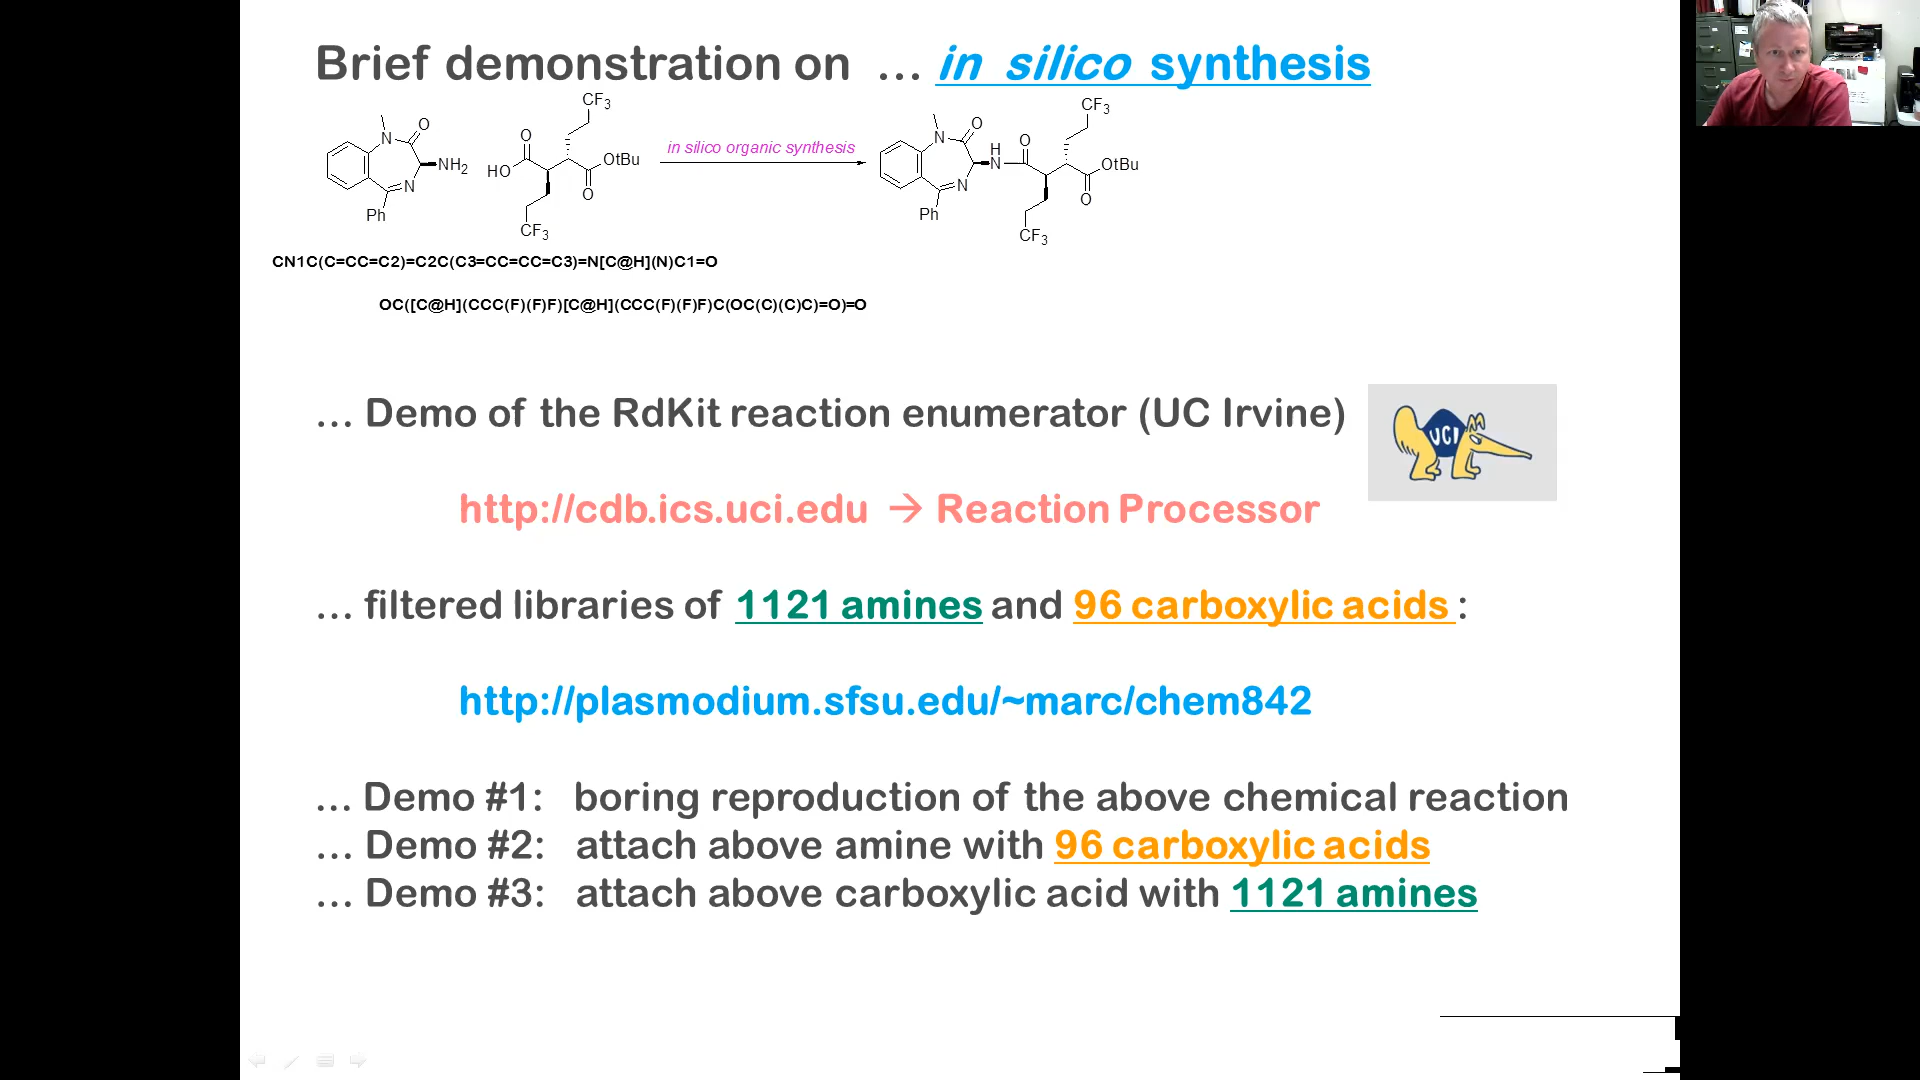 Brief demonstration on … in silico synthesis
CF3
CF3
N
O
O
O
H
N
O
NH2
HO
OtBu
in silico organic synthesis
N
OtBu
N
O
N
O
Ph
Ph
CF3
CF3
CN1C(C=CC=C2)=C2C(C3=CC=CC=C3)=N[C@H](N)C1=O
OC([C@H](CCC(F)(F)F)[C@H](CCC(F)(F)F)C(OC(C)(C)C)=O)=O
… Demo of the RdKit reaction enumerator (UC Irvine)
UCI
http://cdb.ics.uci.edu → Reaction Processor
… filtered libraries of 1121 amines and 96 carboxylic acids :
http://plasmodium.sfsu.edu/~marc/chem842
… Demo #1: boring reproduction of the above chemical reaction
… Demo #2: attach above amine with 96 carboxylic acids
… Demo #3: attach above carboxylic acid with 1121 amines